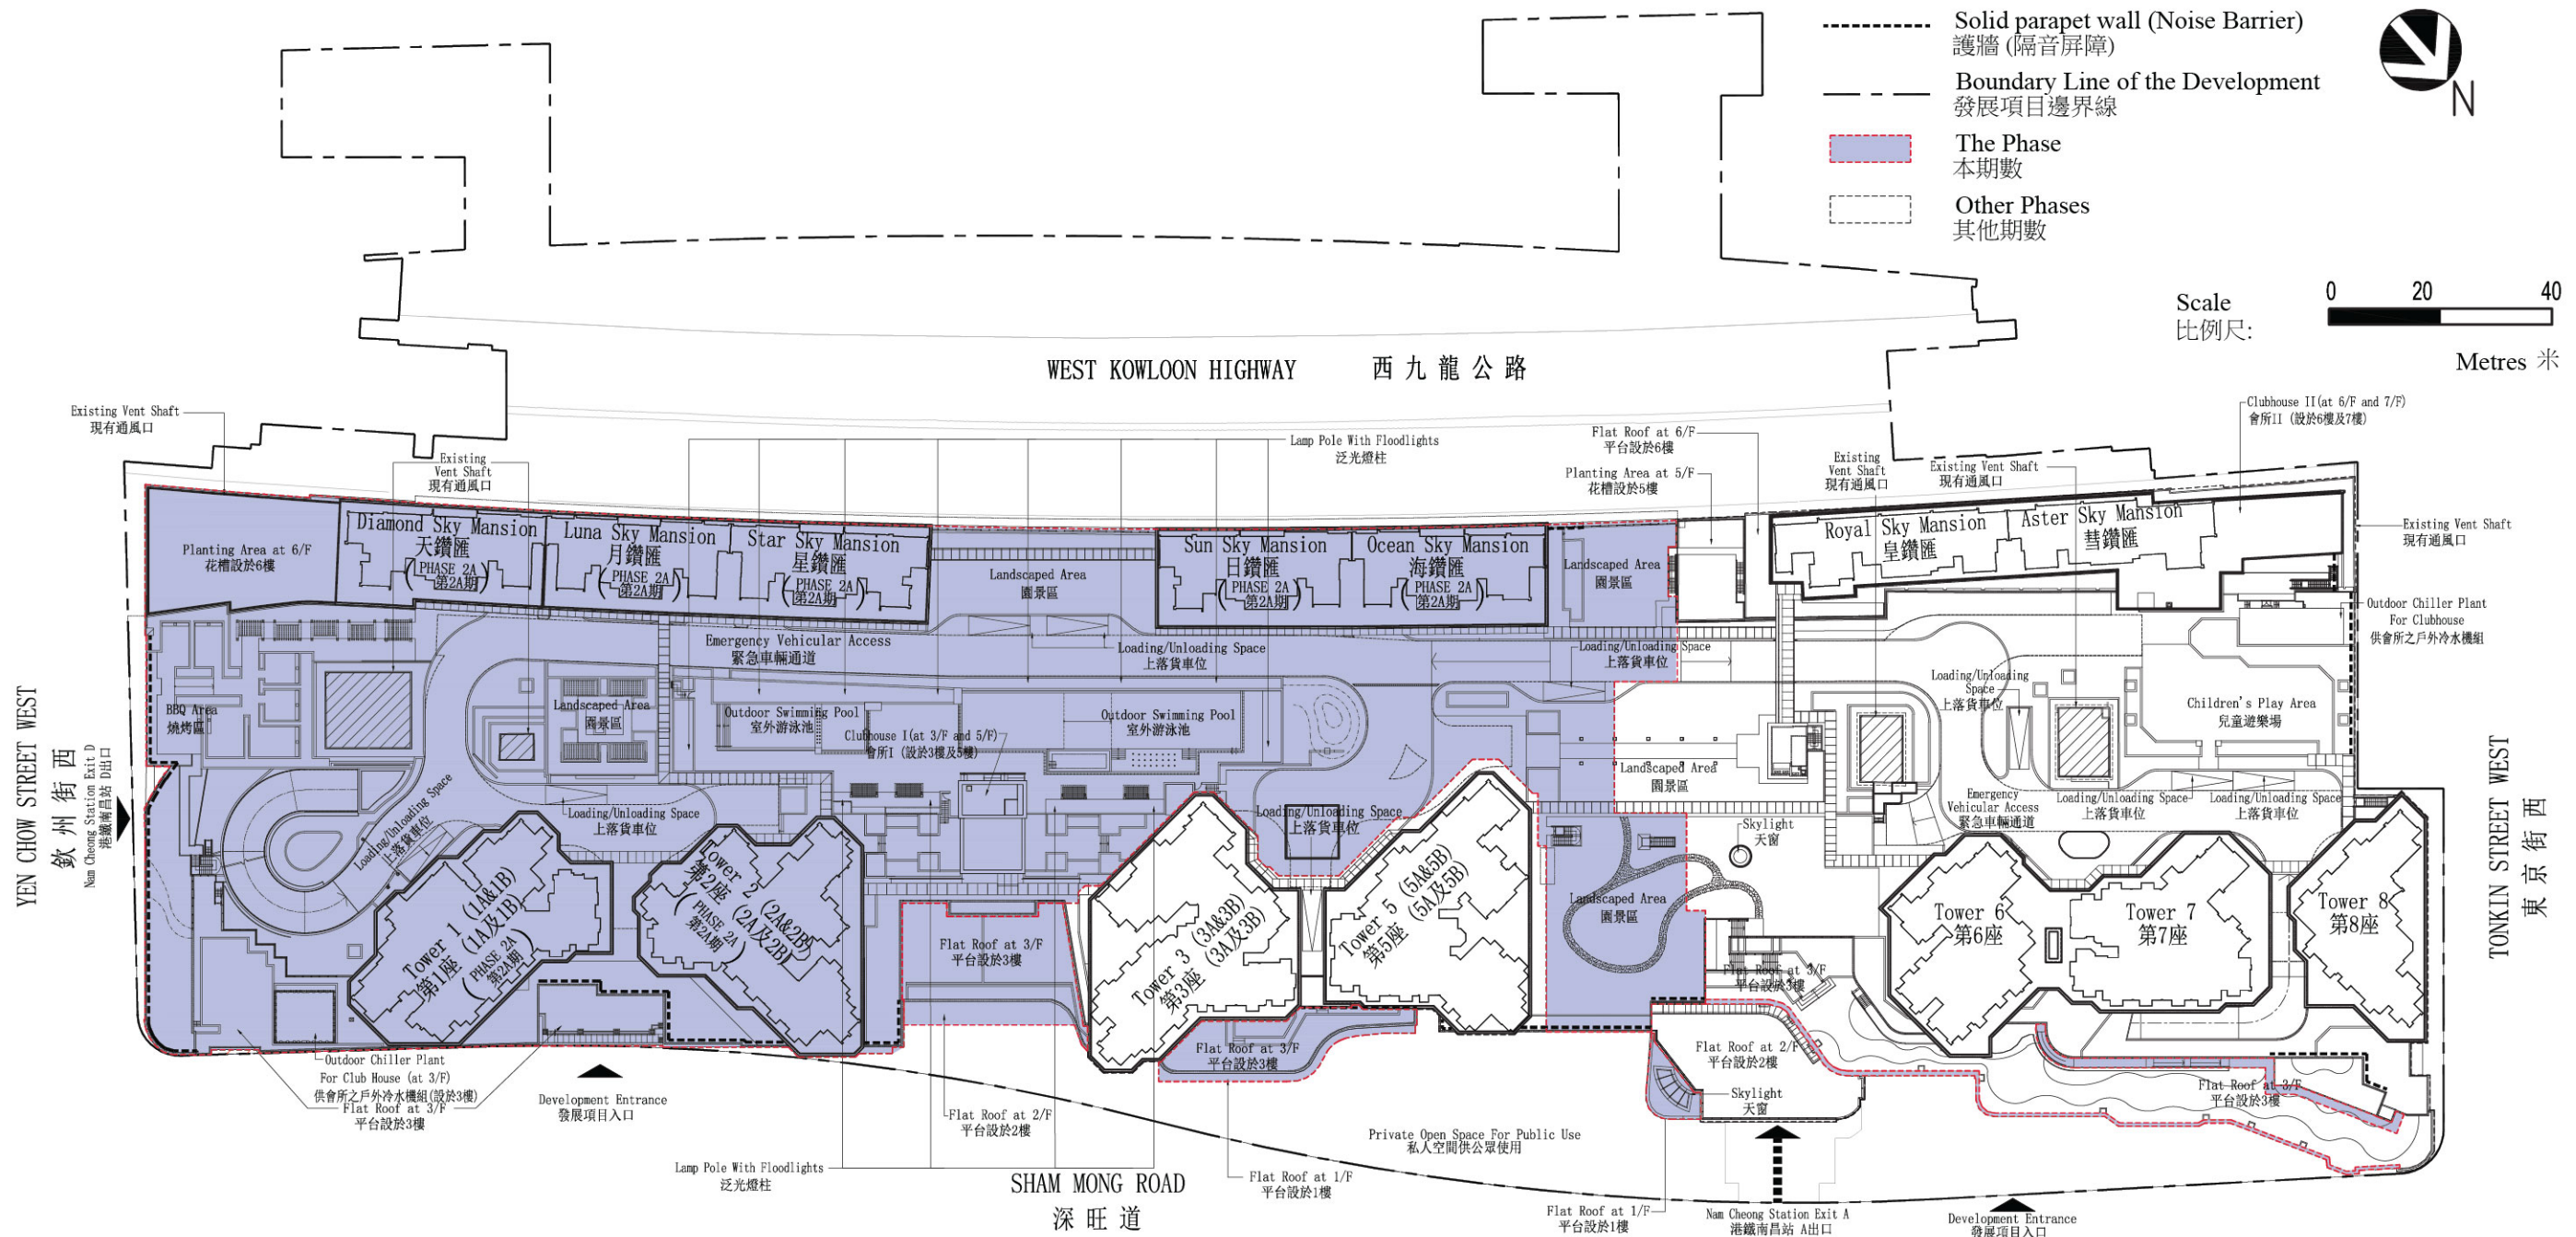 Solid parapet wall (Noise Barrier)
護牆 (隔音屏障)
Boundary Line of the Development
發展項目邊界線
The Phase
本期數
Other Phases
其他期數
N
Scale
比例尺:
0 20 40
Metres 米
WEST KOWLOON HIGHWAY 西九龍公路
Existing Vent Shaft
現有通風口
Existing
Vent Shaft
現有通風口
Lamp Pole With Floodlights
泛光燈柱
Flat Roof at 6/F
平台設於6樓
Planting Area at 5/F
花槽設於5樓
Existing
Vent Shaft
現有通風口
Existing Vent Shaft
現有通風口
Clubhouse II(at 6/F and 7/F)
會所II (設於6樓及7樓)
Existing Vent Shaft
現有通風口
Planting Area at 6/F
花槽設於6樓
Diamond Sky Mansion
天鑽匯
(PHASE 2A
第2A期)
Luna Sky Mansion
月鑽匯
(PHASE 2A
第2A期)
Star Sky Mansion
星鑽匯
(PHASE 2A
第2A期)
Landscaped Area
園景區
Sun Sky Mansion
日鑽匯
(PHASE 2A
第2A期)
Ocean Sky Mansion
海鑽匯
(PHASE 2A
第2A期)
Landscaped Area
園景區
Royal Sky Mansion
皇鑽匯
Aster Sky Mansion
彗鑽匯
Outdoor Chiller Plant
For Clubhouse
供會所之戶外冷水機組
Emergency Vehicular Access
緊急車輛通道
Loading/Unloading Space
上落貨車位
Loading/Unloading Space
上落貨車位
Loading/Unloading
Space
上落貨車位
Children's Play Area
兒童遊樂場
BBQ Area
燒烤區
Landscaped Area
園景區
Outdoor Swimming Pool
室外游泳池
Clubhouse I(at 3/F and 5/F)
會所I (設於3樓及5樓)
Outdoor Swimming Pool
室外游泳池
Landscaped Area
園景區
YEN CHOW STREET WEST
欽州街西
Nam Cheong Station Exit D
港鐵南昌站 D出口
TONKIN STREET WEST
東京街西
Loading/Unloading Space
上落貨車位
Loading/Unloading Space
上落貨車位
Loading/Unloading Space
上落貨車位
Skylight
天窗
Emergency
Vehicular Access
緊急車輛通道
Loading/Unloading Space
上落貨車位
Loading/Unloading Space
上落貨車位
Tower 1 (1A&1B)
第1座 (1A及1B)
(PHASE 2A
第2A期)
Tower 2 (2A&2B)
第2座 (2A及2B)
(PHASE 2A
第2A期)
Flat Roof at 3/F
平台設於3樓
Tower 3 (3A&3B)
第3座 (3A及3B)
Tower 5 (5A&5B)
第5座 (5A及5B)
Landscaped Area
園景區
Flat Roof at 3/F
平台設於3樓
Tower 6
第6座
Tower 7
第7座
Tower 8
第8座
Outdoor Chiller Plant
For Club House (at 3/F)
供會所之戶外冷水機組(設於3樓)
Flat Roof at 3/F
平台設於3樓
Development Entrance
發展項目入口
Flat Roof at 2/F
平台設於2樓
Flat Roof at 3/F
平台設於3樓
Flat Roof at 2/F
平台設於2樓
Skylight
天窗
Flat Roof at 3/F
平台設於3樓
Private Open Space For Public Use
私人空間供公眾使用
Lamp Pole With Floodlights
泛光燈柱
SHAM MONG ROAD
深旺道
Flat Roof at 1/F
平台設於1樓
Flat Roof at 1/F
平台設於1樓
Nam Cheong Station Exit A
港鐵南昌站 A出口
Development Entrance
發展項目入口